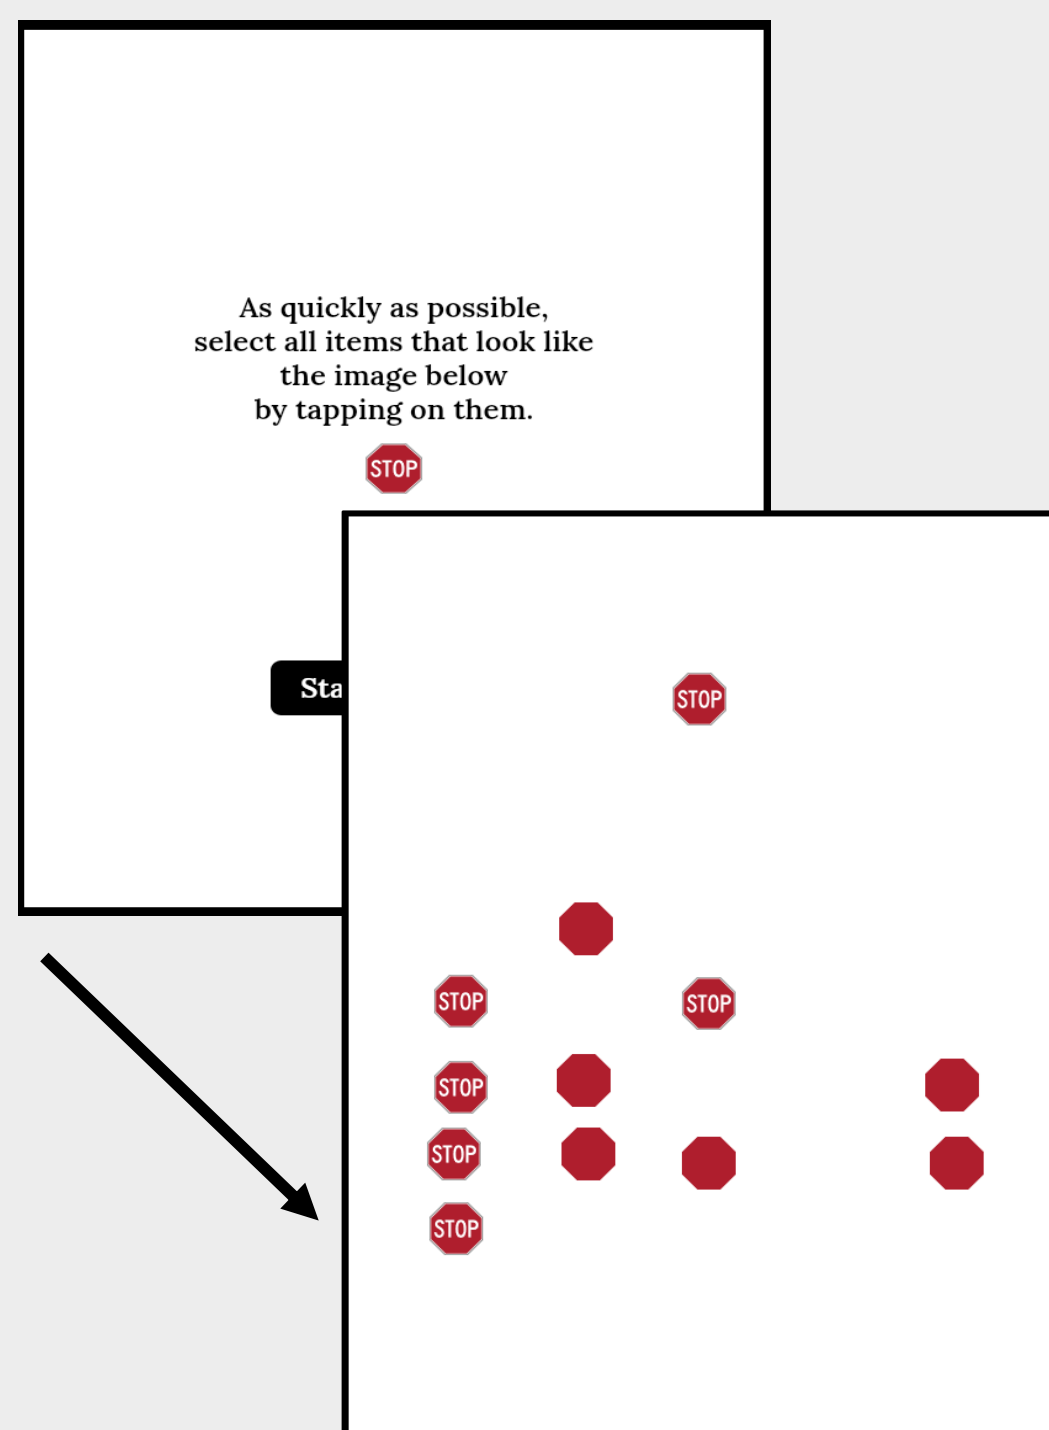 As quickly as possible,
select all items that look like
the image below
by tapping on them.
STOP
Sta
STOP
STOP
STOP
STOP
STOP
STOP